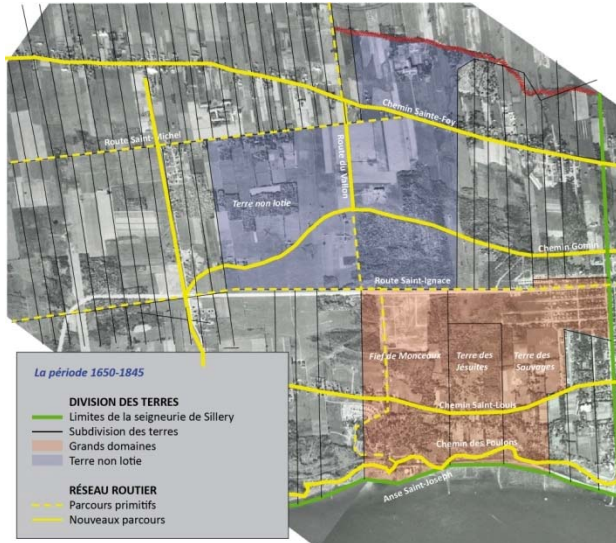 Chemin Sainte-Foy
Route Saint-Michel
Route du Vallon
Terre non lotie
Chemin Gomin
Route Saint-Ignace
Fief de Monceaux
Terre des
Jésuites
Terre des
Sauvages
Chemin Saint-Louis
Chemin des Foulons
Anse Saint-Joseph
La période 1650-1845
DIVISION DES TERRES
Limites de la seigneurie de Sillery
Subdivision des terres
Grands domaines
Terre non lotie
RÉSEAU ROUTIER
Parcours primitifs
Nouveaux parcours